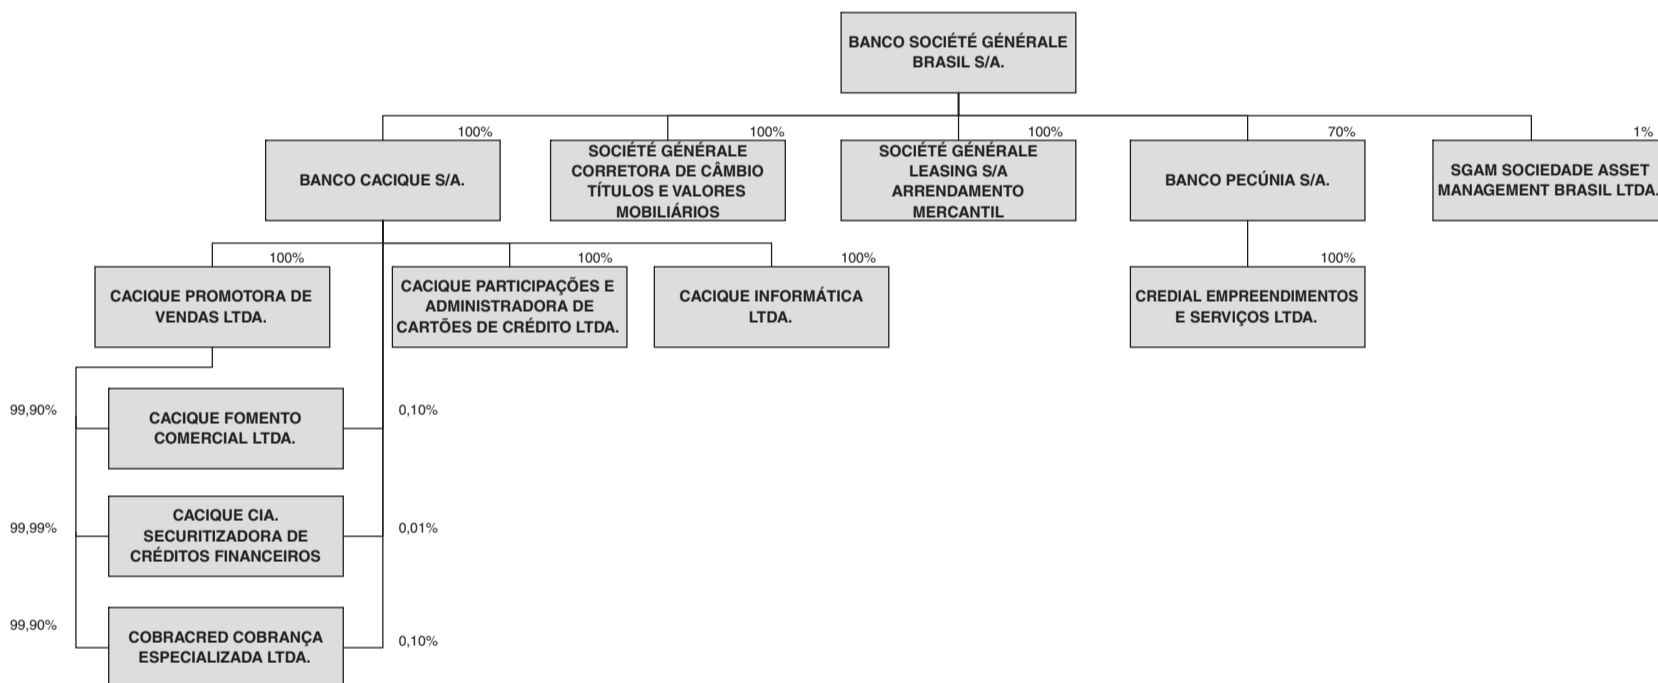 BANCO SOCIÉTÉ GÉNÉRALE
BRASIL S/A.
100%
100%
100%
70%
1%
BANCO CACIQUE S/A.
SOCIÉTÉ GÉNÉRALE
CORRETORA DE CÂMBIO
TÍTULOS E VALORES
MOBILIÁRIOS
SOCIÉTÉ GÉNÉRALE
LEASING S/A
ARRENDAMENTO
MERCANTIL
BANCO PECÚNIA S/A.
SGAM SOCIEDADE ASSET
MANAGEMENT BRASIL LTDA.
100%
100%
100%
100%
CACIQUE PROMOTORA DE
VENDAS LTDA.
CACIQUE PARTICIPAÇÕES E
ADMINISTRADORA DE
CARTÕES DE CRÉDITO LTDA.
CACIQUE INFORMÁTICA
LTDA.
CREDIAL EMPREENDIMENTOS
E SERVIÇOS LTDA.
99,90%
CACIQUE FOMENTO
COMERCIAL LTDA.
0,10%
99,99%
CACIQUE CIA.
SECURITIZADORA DE
CRÉDITOS FINANCEIROS
0,01%
99,90%
COBRACRED COBRANÇA
ESPECIALIZADA LTDA.
0,10%